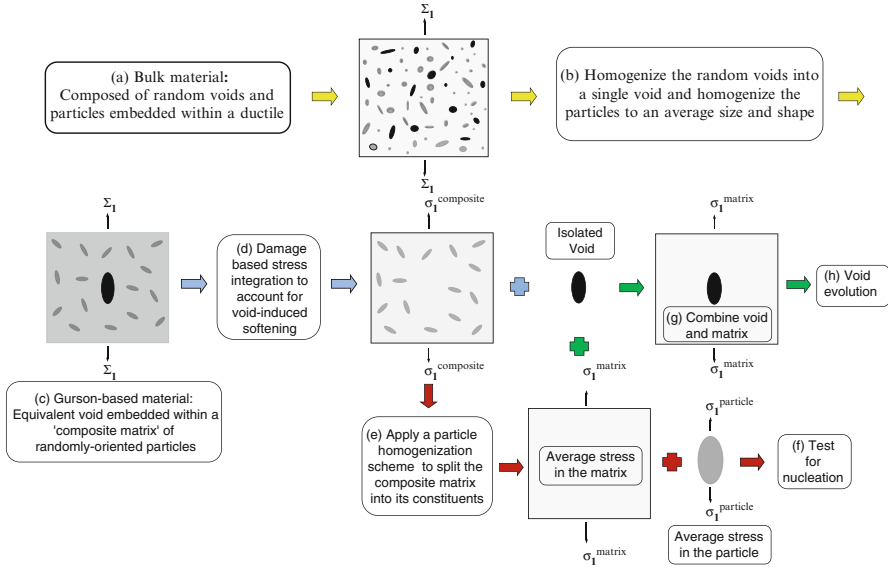 Σ1
(a) Bulk material:
Composed of random voids and
particles embedded within a ductile
(b) Homogenize the random voids into
a single void and homogenize the
particles to an average size and shape
Σ1
Σ1
(c) Gurson-based material:
Equivalent void embedded within a
'composite matrix' of
randomly-oriented particles
Σ1
(d) Damage
based stress
integration to
account for
void-induced
softening
σ1composite
σ1composite
Isolated
Void
σ1matrix
(g) Combine void
and matrix
σ1matrix
(h) Void
evolution
(e) Apply a particle
homogenization
scheme to split the
composite matrix
into its constituents
σ1matrix
Average stress
in the matrix
σ1matrix
σ1particle
σ1particle
Average stress
in the particle
(f) Test
for
nucleation